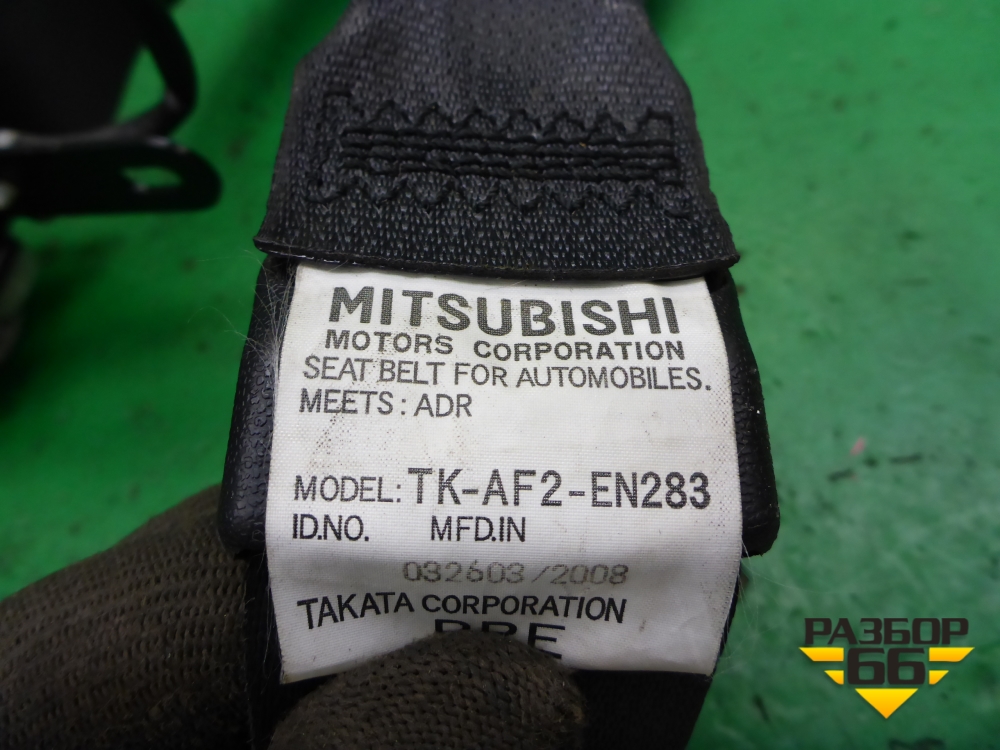 MITSUBISHI
MOTORS CORPORATION
SEAT BELT FOR AUTOMOBILES.
MEETS: ADR
MODEL: TK-AF2-EN283
ID.NO. MFD.IN
032603/2008
TAKATA CORPORATION
РАЗБОР
66